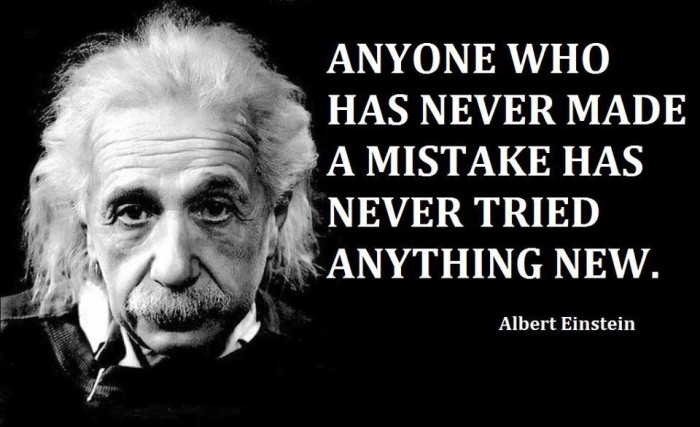 ANYONE WHO
HAS NEVER MADE
A MISTAKE HAS
NEVER TRIED
ANYTHING NEW.
Albert Einstein